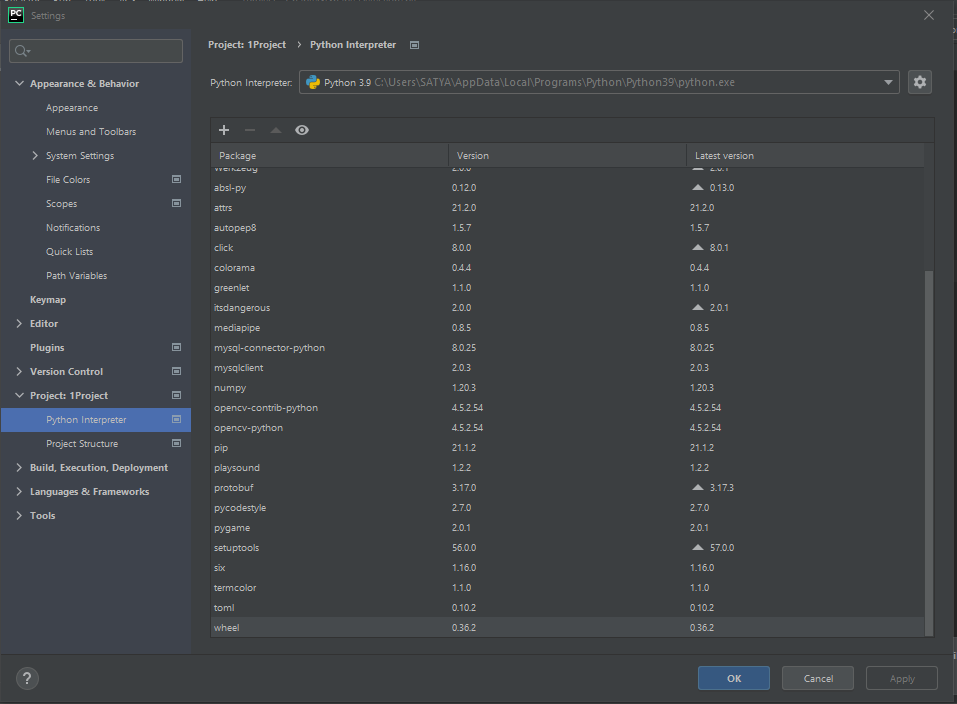 PC Settings
Project: 1Project › Python Interpreter
Python Interpreter: Python 3.9 C:\Users\SATYA\AppData\Local\Programs\Python\Python39\python.exe
Appearance & Behavior
Appearance
Menus and Toolbars
System Settings
File Colors
Scopes
Notifications
Quick Lists
Path Variables
Keymap
Editor
Plugins
Version Control
Project: 1Project
Python Interpreter
Project Structure
Build, Execution, Deployment
Languages & Frameworks
Tools
Package Version Latest version
Werkzeug 2.0.0 2.0.1
absl-py 0.12.0 0.13.0
attrs 21.2.0 21.2.0
autopep8 1.5.7 1.5.7
click 8.0.0 8.0.1
colorama 0.4.4 0.4.4
greenlet 1.1.0 1.1.0
itsdangerous 2.0.0 2.0.1
mediapipe 0.8.5 0.8.5
mysql-connector-python 8.0.25 8.0.25
mysqlclient 2.0.3 2.0.3
numpy 1.20.3 1.20.3
opencv-contrib-python 4.5.2.54 4.5.2.54
opencv-python 4.5.2.54 4.5.2.54
pip 21.1.2 21.1.2
playsound 1.2.2 1.2.2
protobuf 3.17.0 3.17.3
pycodestyle 2.7.0 2.7.0
pygame 2.0.1 2.0.1
setuptools 56.0.0 57.0.0
six 1.16.0 1.16.0
termcolor 1.1.0 1.1.0
toml 0.10.2 0.10.2
wheel 0.36.2 0.36.2
? OK Cancel Apply